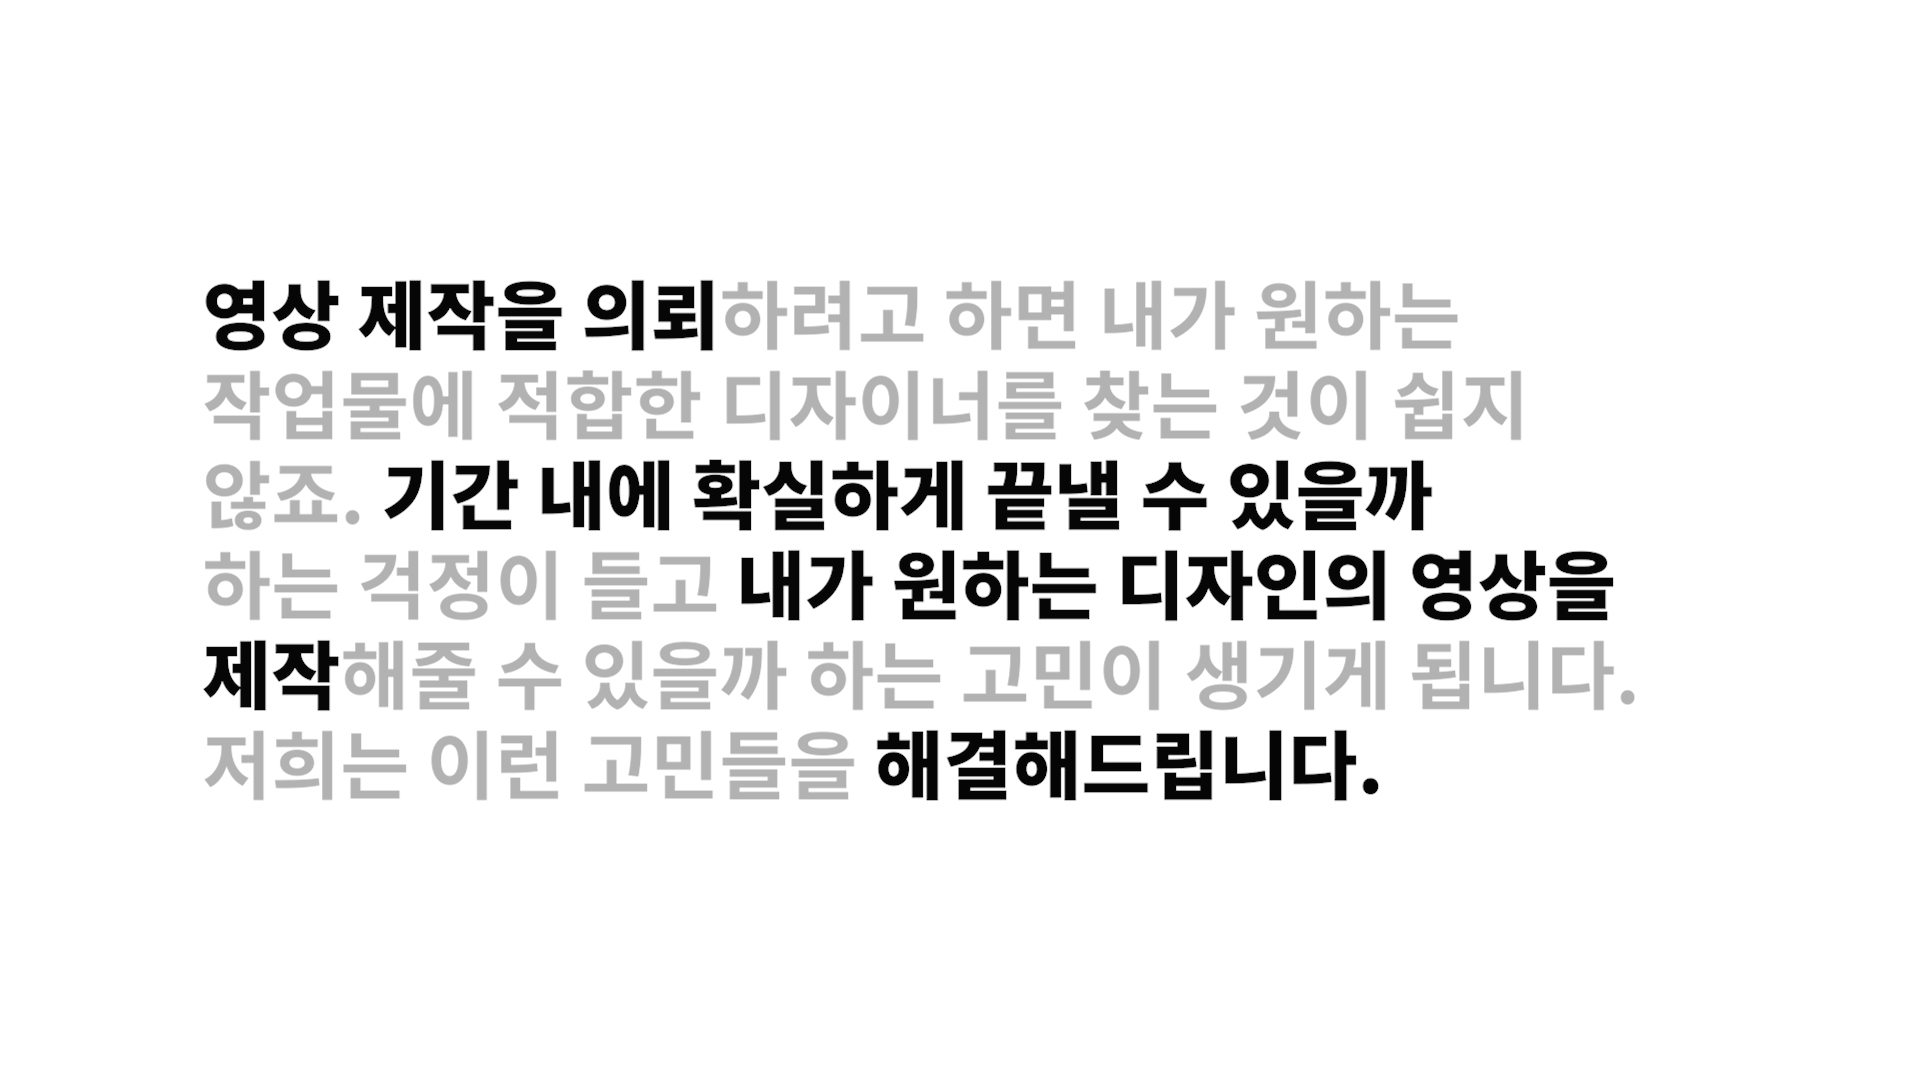 영상 제작을 의뢰하려고 하면 내가 원하는
작업물에 적합한 디자이너를 찾는 것이 쉽지
않죠. 기간 내에 확실하게 끝낼 수 있을까
하는 걱정이 들고 내가 원하는 디자인의 영상을
제작해줄 수 있을까 하는 고민이 생기게 됩니다.
저희는 이런 고민들을 해결해드립니다.